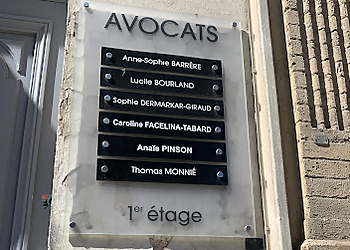 AVOCATS
Anne-Sophie BARRÈRE
Lucile BOURLAND
Sophie DERMARKAR-GIRAUD
Caroline FACELINA-TABARD
Anaïs PINSON
Thomas MONNIÉ
1er étage